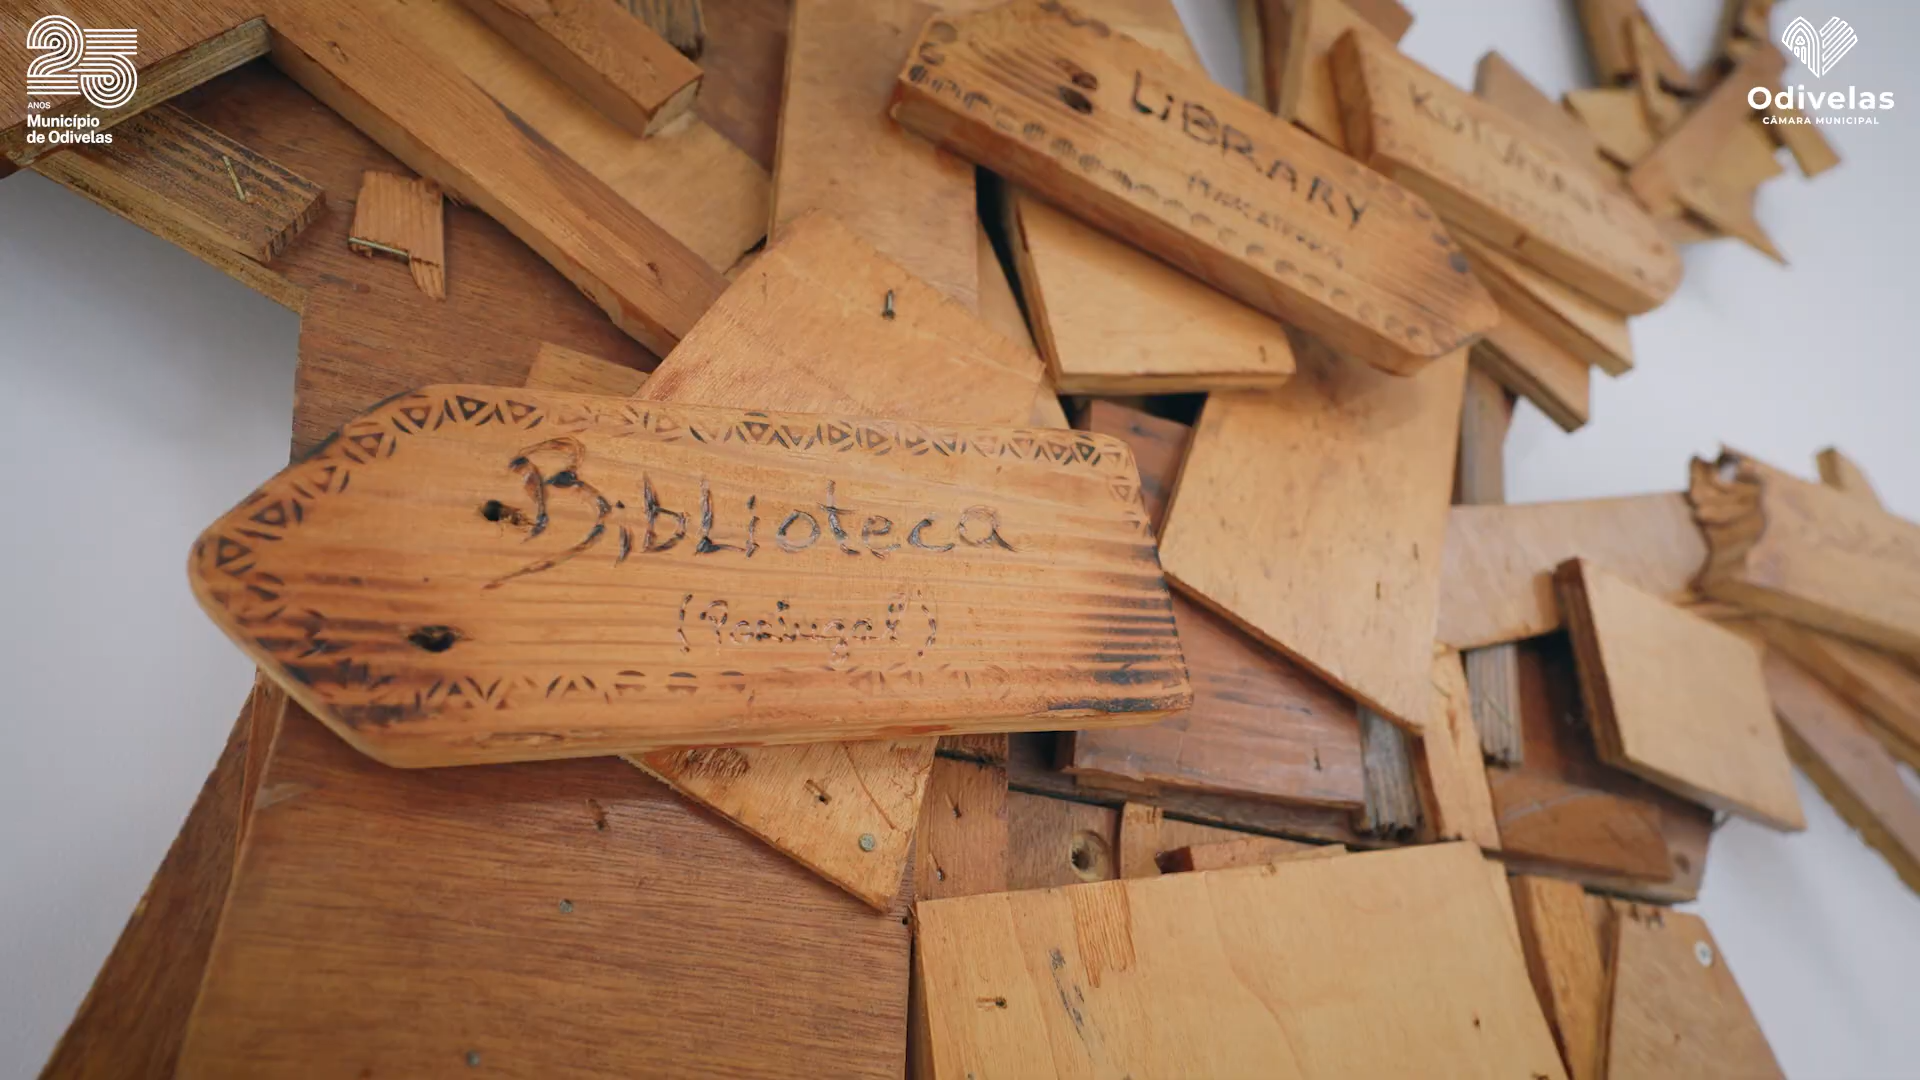 25
ANOS
Município
de Odivelas
Odivelas
CÂMARA MUNICIPAL
LiBRARY
Biblioteca
(Portugal)